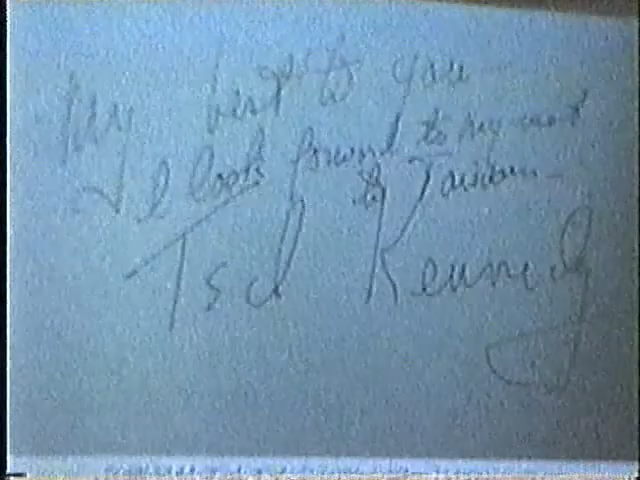 My best to you
& I look forward to my next
to Taiwan
Ted Kennedy